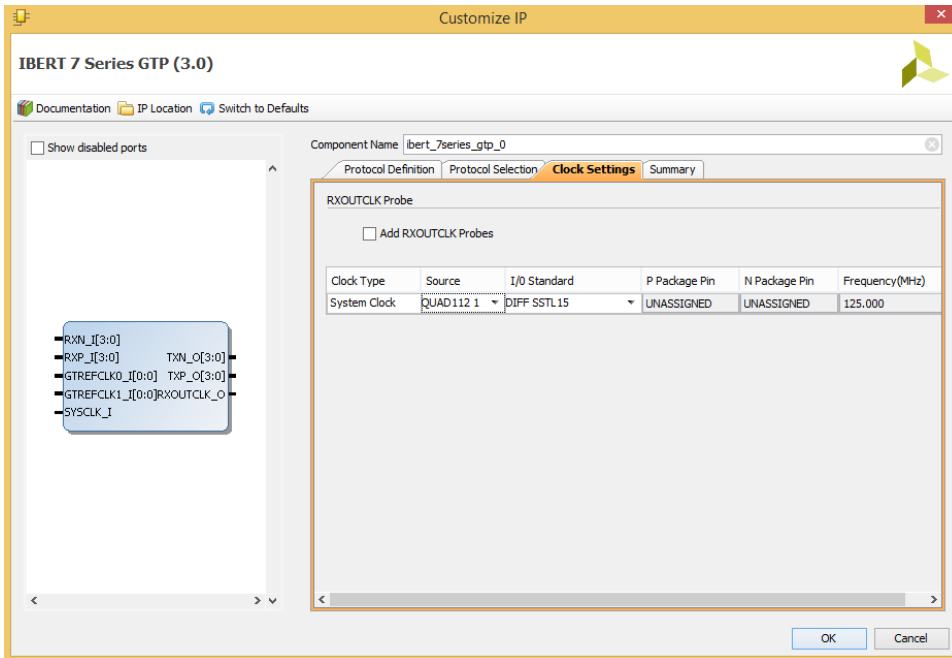 Customize IP
IBERT 7 Series GTP (3.0)
Documentation IP Location Switch to Defaults
Show disabled ports
Component Name ibert_7series_gtp_0
Protocol Definition Protocol Selection Clock Settings Summary
RXOUTCLK Probe
Add RXOUTCLK Probes
Clock Type Source I/O Standard P Package Pin N Package Pin Frequency(MHz)
System Clock QUAD112 1 DIFF SSTL15 UNASSIGNED UNASSIGNED 125.000
RXN_I[3:0]
RXP_I[3:0] TXN_O[3:0]
GTREFCLK0_I[0:0] TXP_O[3:0]
GTREFCLK1_I[0:0]RXOUTCLK_O
SYSCLK_I
OK Cancel